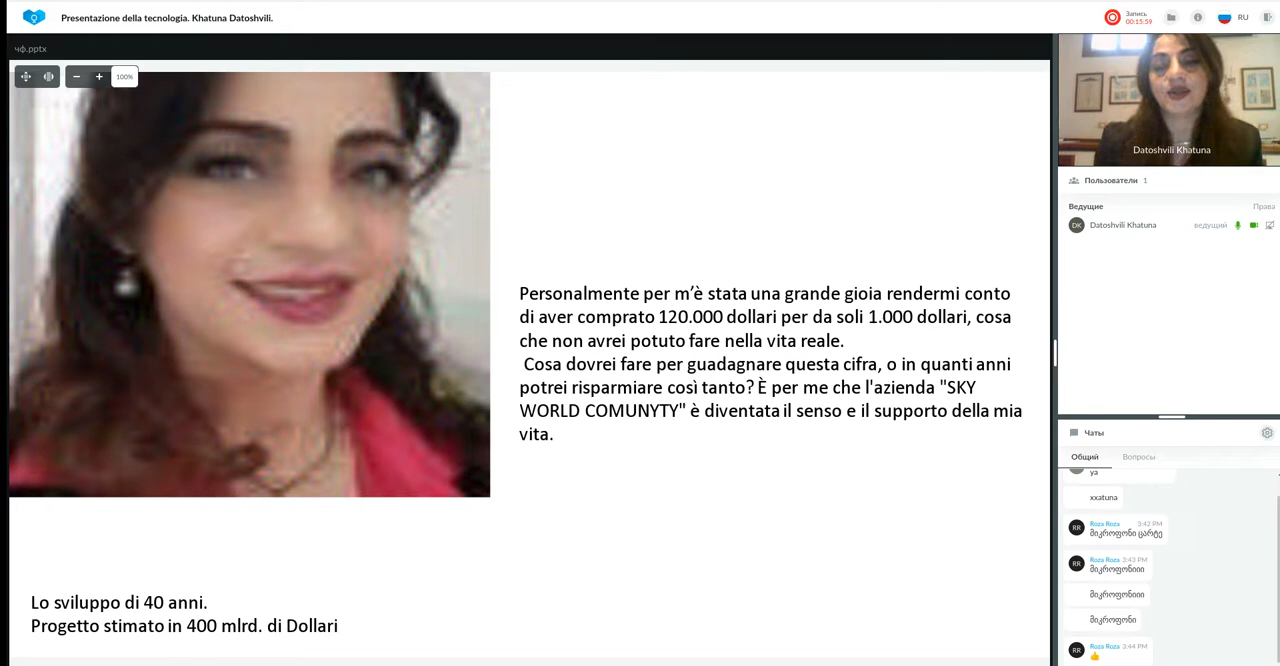 Presentazione della tecnologia. Khatuna Datoshvili.
Запись
00:15:59
RU
чф.pptx
100%
Personalmente per m’è stata una grande gioia rendermi conto
di aver comprato 120.000 dollari per da soli 1.000 dollari, cosa
che non avrei potuto fare nella vita reale.
Cosa dovrei fare per guadagnare questa cifra, o in quanti anni
potrei risparmiare così tanto? È per me che l'azienda "SKY
WORLD COMUNYTY" è diventata il senso e il supporto della mia
vita.
Lo sviluppo di 40 anni.
Progetto stimato in 400 mlrd. di Dollari
Datoshvili Khatuna
Пользователи 1
Ведущие Права
DK Datoshvili Khatuna ведущий
Чаты
Общий Вопросы
ya
xxatuna
RR Roza Roza 3:42 PM
მიკროფონი ცარტე
RR Roza Roza 3:43 PM
მიკროფონიიი
მიკროფონიიი
მიკროფონი
RR Roza Roza 3:44 PM
👍